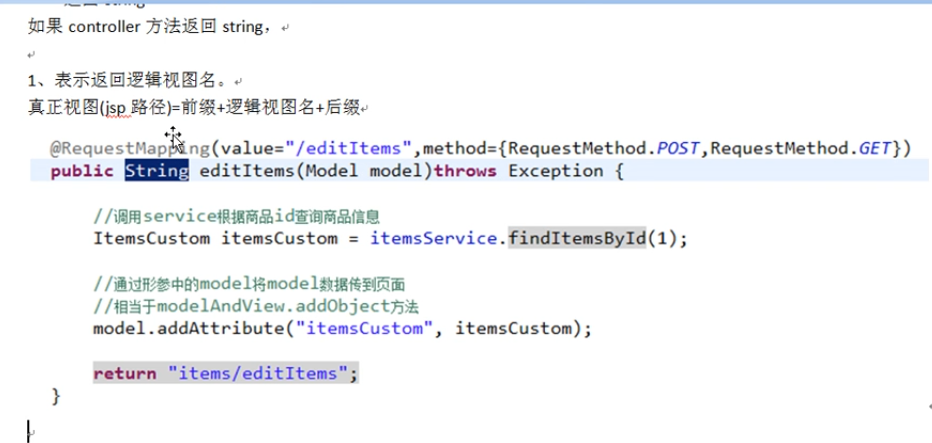 如果 controller 方法返回 string，
1、表示返回逻辑视图名。
真正视图(jsp 路径)=前缀+逻辑视图名+后缀
@RequestMapping(value="/editItems",method={RequestMethod.POST,RequestMethod.GET})
public String editItems(Model model)throws Exception {
//调用service根据商品id查询商品信息
ItemsCustom itemsCustom = itemsService.findItemsById(1);
//通过形参中的model将model数据传到页面
//相当于modelAndView.addObject方法
model.addAttribute("itemsCustom", itemsCustom);
return "items/editItems";
}